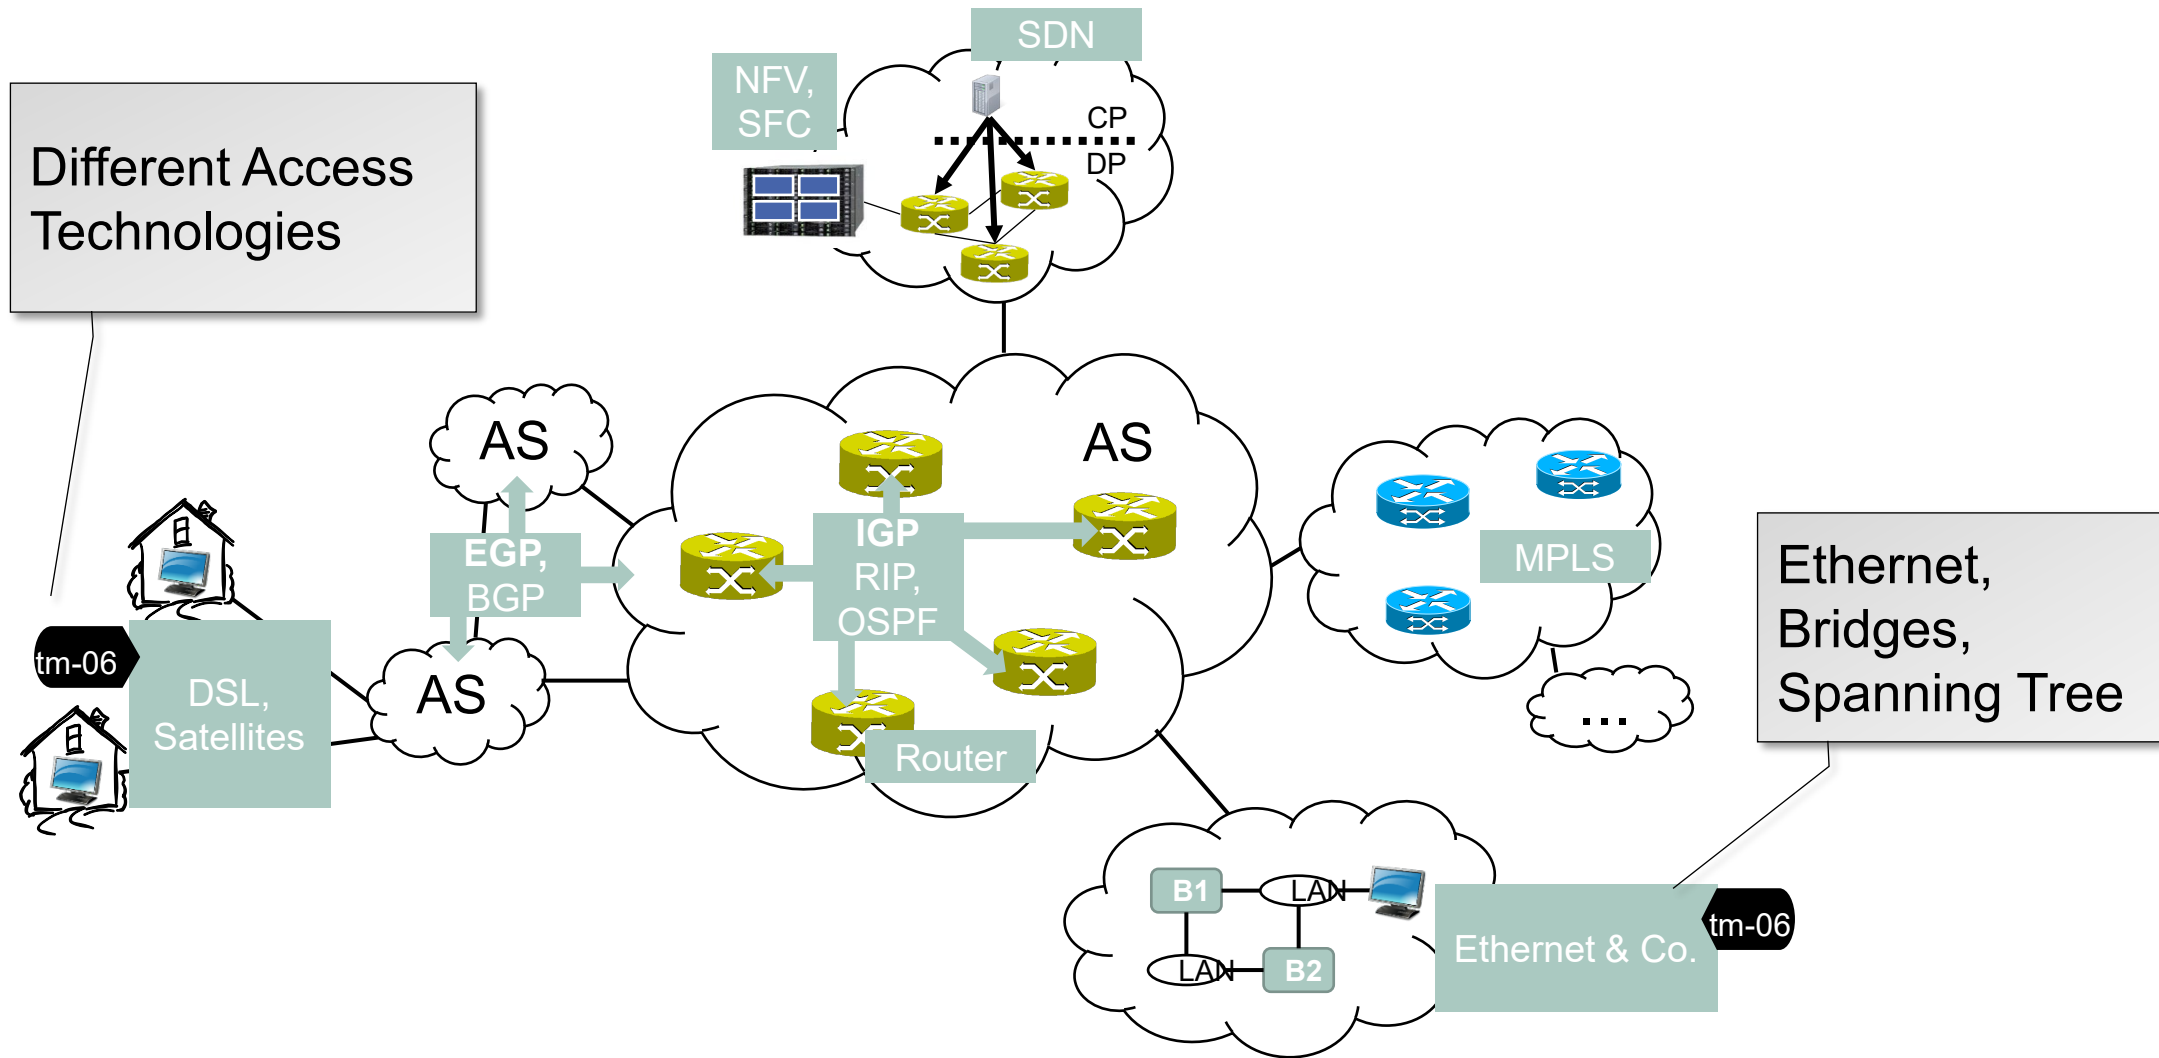 SDN
NFV,
SFC
CP
DP
Different Access
Technologies
AS
AS
EGP,
BGP
IGP
RIP,
OSPF
MPLS
Ethernet,
Bridges,
Spanning Tree
tm-06
DSL,
Satellites
AS
...
Router
B1
LAN
LAN
B2
Ethernet & Co.
tm-06